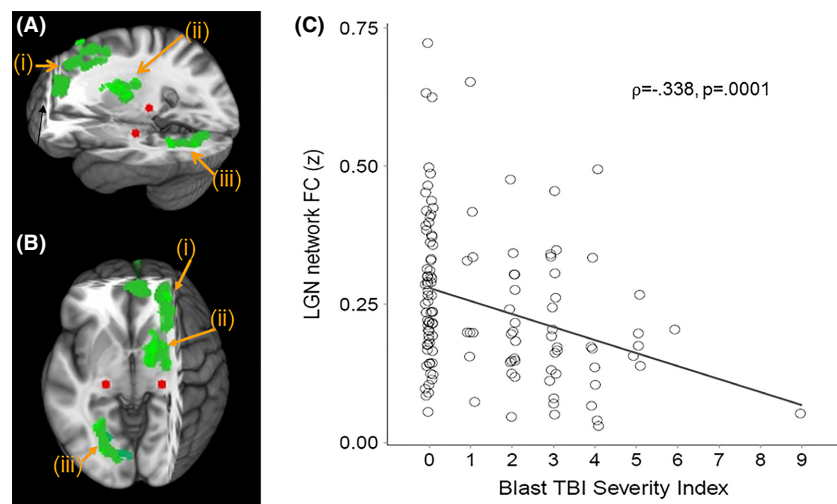 (A)
(i)
(ii)
(iii)
(B)
(i)
(ii)
(iii)
(C)
ρ=-.338, p=.0001
LGN network FC (z)
0.75
0.50
0.25
0.00
0 1 2 3 4 5 6 7 8 9
Blast TBI Severity Index